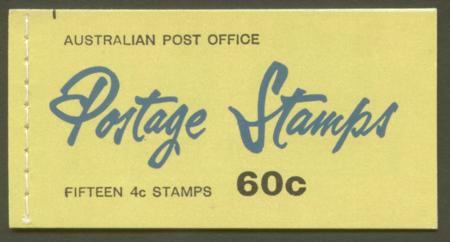 AUSTRALIAN POST OFFICE
Postage Stamps
FIFTEEN 4c STAMPS 60c